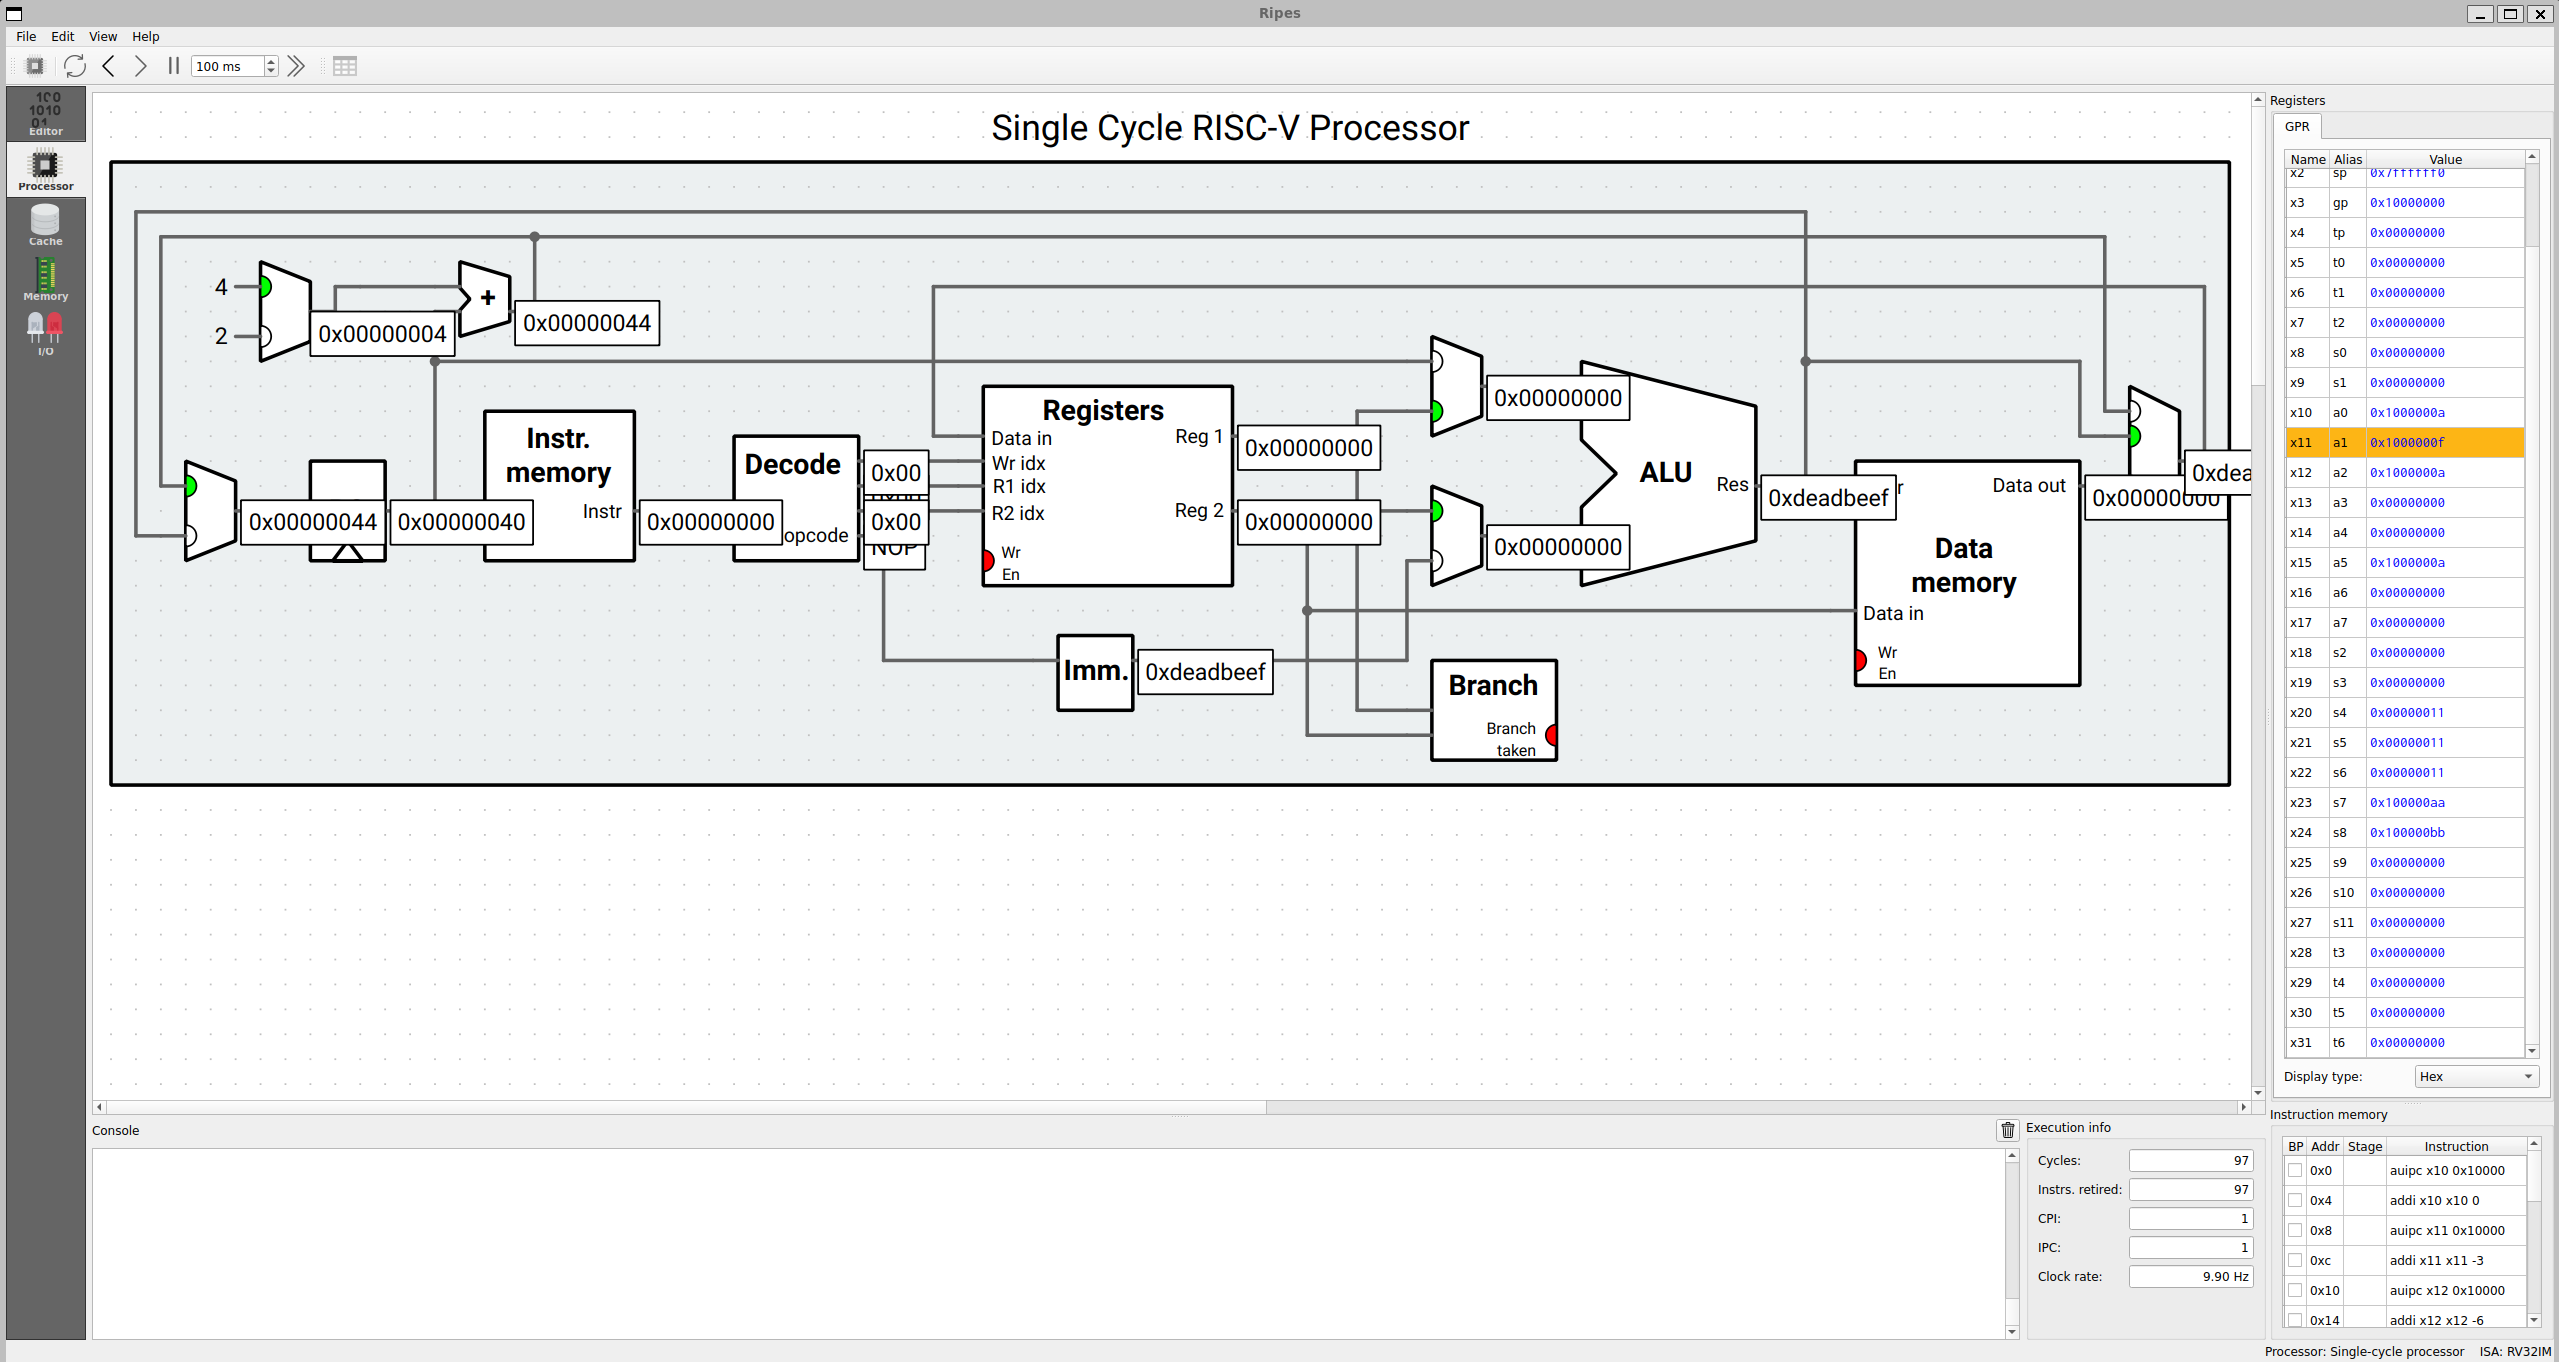 Ripes
File Edit View Help
100 ms
Editor
Processor
Cache
Memory
I/O
Single Cycle RISC-V Processor
4
2
0x00000004
+
0x00000044
0x00000044
0x00000040
Instr.
memory
Instr
0x00000000
Decode
opcode
0x00
0x00
NOP
Registers
Data in
Wr idx
R1 idx
R2 idx
Wr
En
Reg 1
Reg 2
0x00000000
0x00000000
Imm.
0xdeadbeef
0x00000000
0x00000000
ALU
Res
0xdeadbeef
r
Branch
Branch
taken
Data out
Data
memory
Data in
Wr
En
0x00000000
0xdea
Registers
GPR
Name Alias Value
x2 sp 0x7ffffff0
x3 gp 0x10000000
x4 tp 0x00000000
x5 t0 0x00000000
x6 t1 0x00000000
x7 t2 0x00000000
x8 s0 0x00000000
x9 s1 0x00000000
x10 a0 0x1000000a
x11 a1 0x1000000f
x12 a2 0x1000000a
x13 a3 0x00000000
x14 a4 0x00000000
x15 a5 0x1000000a
x16 a6 0x00000000
x17 a7 0x00000000
x18 s2 0x00000000
x19 s3 0x00000000
x20 s4 0x00000011
x21 s5 0x00000011
x22 s6 0x00000011
x23 s7 0x100000aa
x24 s8 0x100000bb
x25 s9 0x00000000
x26 s10 0x00000000
x27 s11 0x00000000
x28 t3 0x00000000
x29 t4 0x00000000
x30 t5 0x00000000
x31 t6 0x00000000
Display type: Hex
Console
Execution info
Cycles: 97
Instrs. retired: 97
CPI: 1
IPC: 1
Clock rate: 9.90 Hz
Instruction memory
BP Addr Stage Instruction
0x0 auipc x10 0x10000
0x4 addi x10 x10 0
0x8 auipc x11 0x10000
0xc addi x11 x11 -3
0x10 auipc x12 0x10000
0x14 addi x12 x12 -6
Processor: Single-cycle processor ISA: RV32IM